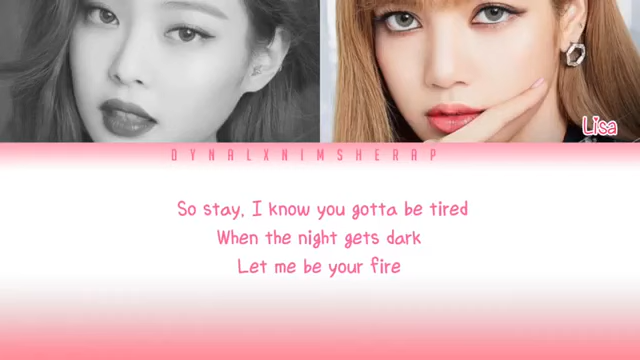 Lisa
DYNALXNIMSHERAP
So stay, I know you gotta be tired
When the night gets dark
Let me be your fire